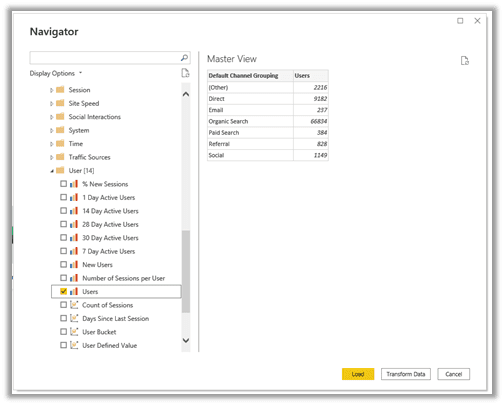 Navigator
Display Options
Session
Site Speed
Social Interactions
System
Time
Traffic Sources
User [14]
% New Sessions
1 Day Active Users
14 Day Active Users
28 Day Active Users
30 Day Active Users
7 Day Active Users
New Users
Number of Sessions per User
Users
Count of Sessions
Days Since Last Session
User Bucket
User Defined Value
Master View
Default Channel Grouping Users
(Other) 2216
Direct 9182
Email 237
Organic Search 66834
Paid Search 384
Referral 828
Social 1149
Load Transform Data Cancel